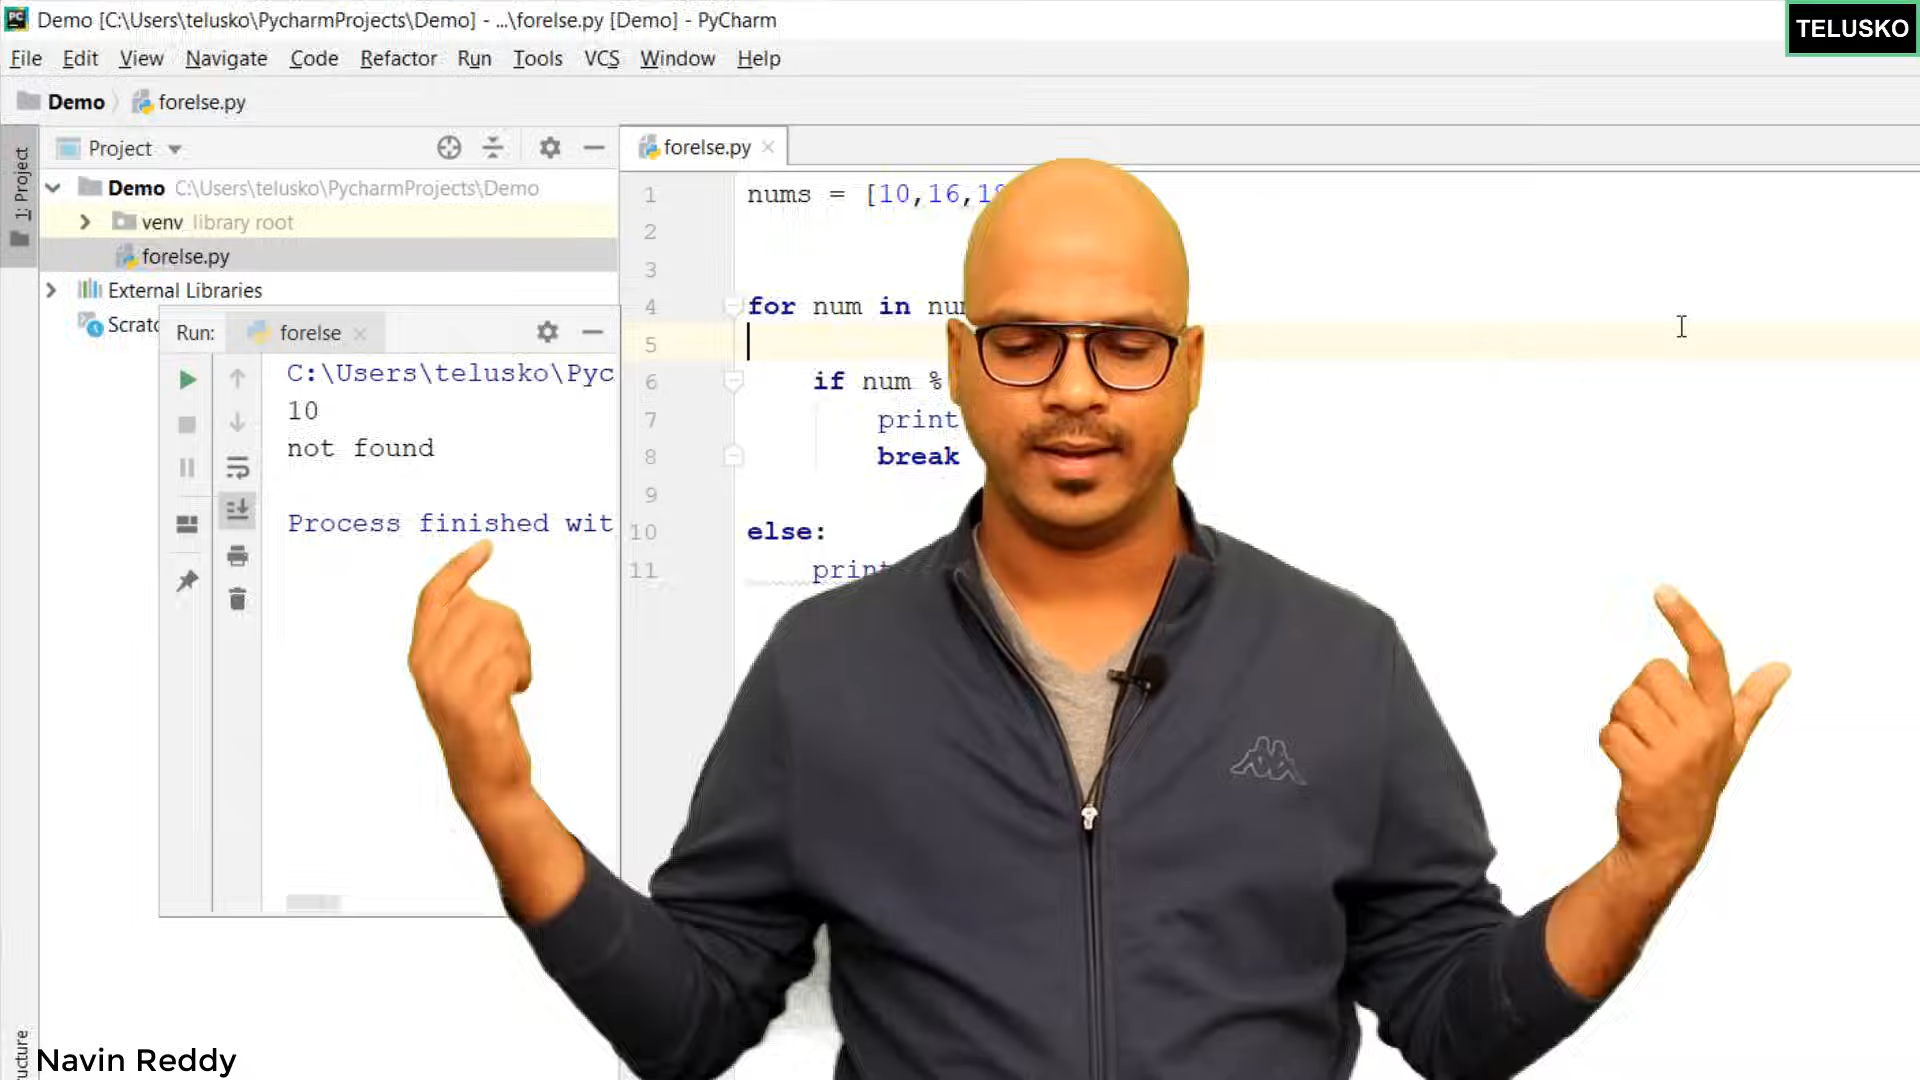 Demo [C:\Users\telusko\PycharmProjects\Demo] - ...\forelse.py [Demo] - PyCharm
TELUSKO
File Edit View Navigate Code Refactor Run Tools VCS Window Help
Demo forelse.py
1: Project
Project
forelse.py
Demo C:\Users\telusko\PycharmProjects\Demo
venv library root
forelse.py
External Libraries
Run: forelse
C:\Users\telusko\Pyc
10
not found
Process finished wit
1 nums = [10,16,
2
3
4 for num in
5
6 if num %
7 print
8 break
9
10 else:
11 print
Navin Reddy